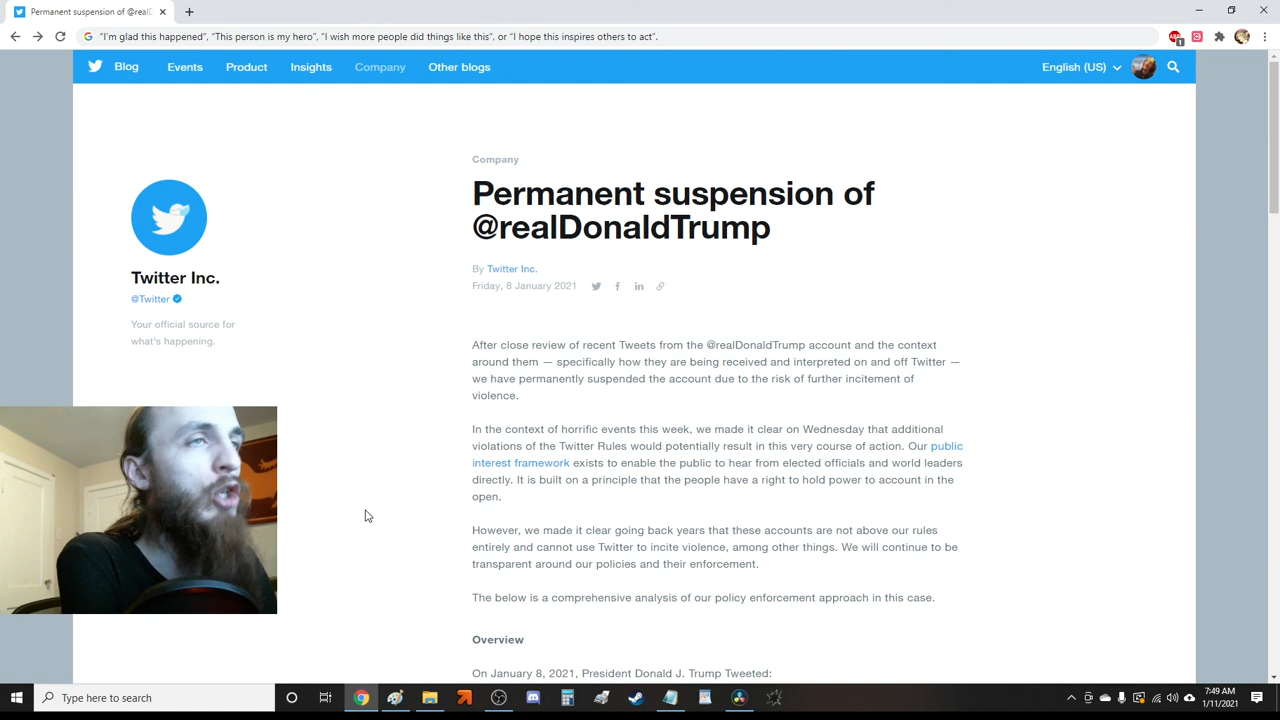 Permanent suspension of @realD
"I'm glad this happened", "This person is my hero", "I wish more people did things like this", or "I hope this inspires others to act".
1
Blog Events Product Insights Company Other blogs English (US)
Company
Permanent suspension of
@realDonaldTrump
By Twitter Inc.
Friday, 8 January 2021
Twitter Inc.
@Twitter
Your official source for
what's happening.
After close review of recent Tweets from the @realDonaldTrump account and the context
around them — specifically how they are being received and interpreted on and off Twitter —
we have permanently suspended the account due to the risk of further incitement of
violence.
In the context of horrific events this week, we made it clear on Wednesday that additional
violations of the Twitter Rules would potentially result in this very course of action. Our public
interest framework exists to enable the public to hear from elected officials and world leaders
directly. It is built on a principle that the people have a right to hold power to account in the
open.
However, we made it clear going back years that these accounts are not above our rules
entirely and cannot use Twitter to incite violence, among other things. We will continue to be
transparent around our policies and their enforcement.
The below is a comprehensive analysis of our policy enforcement approach in this case.
Overview
On January 8, 2021, President Donald J. Trump Tweeted:
Type here to search
7:49 AM
1/11/2021